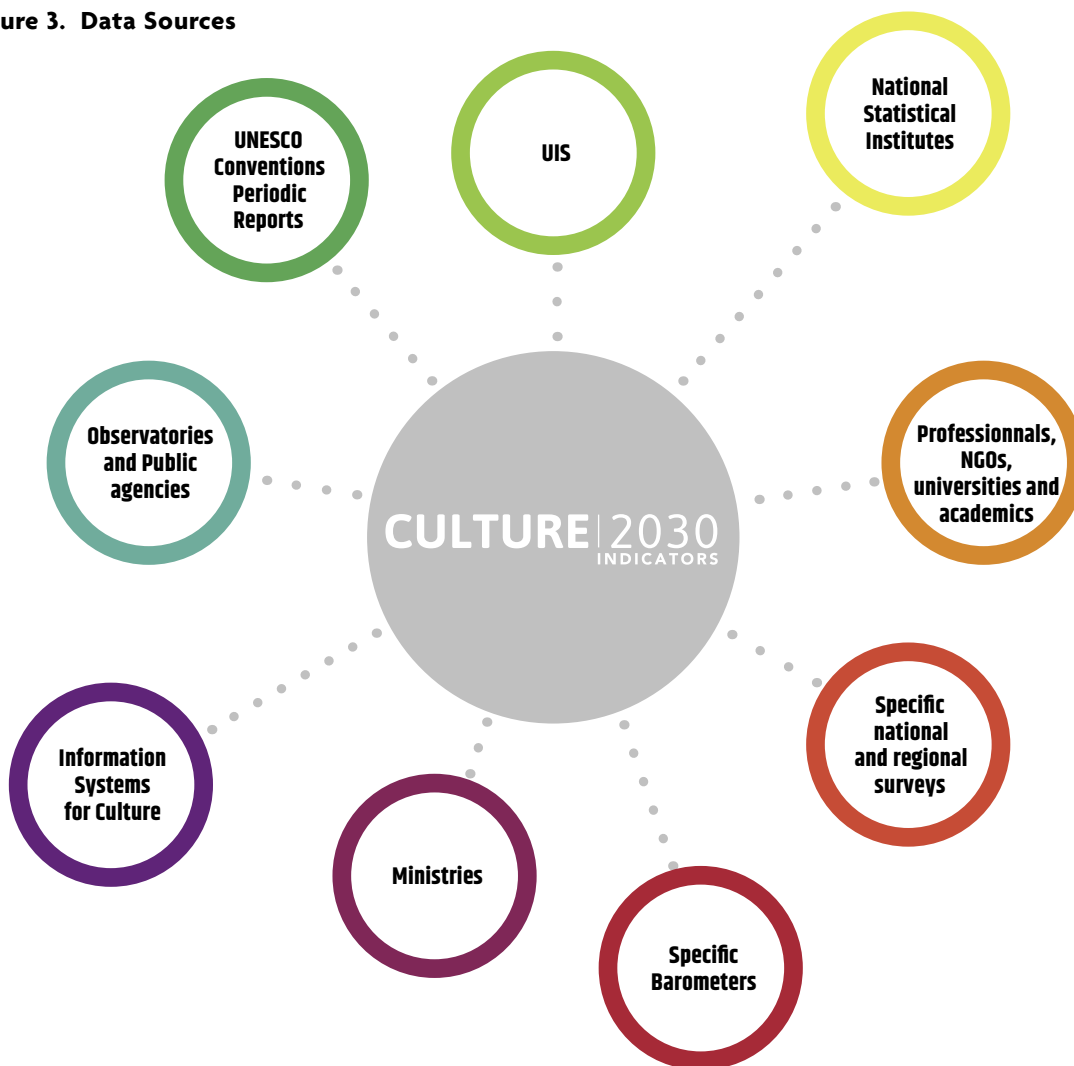 ure 3. Data Sources
UNESCO
Conventions
Periodic
Reports
UIS
National
Statistical
Institutes
Observatories
and Public
agencies
CULTURE|2030
INDICATORS
Professionnals,
NGOs,
universities and
academics
Information
Systems
for Culture
Ministries
Specific
Barometers
Specific
national
and regional
surveys